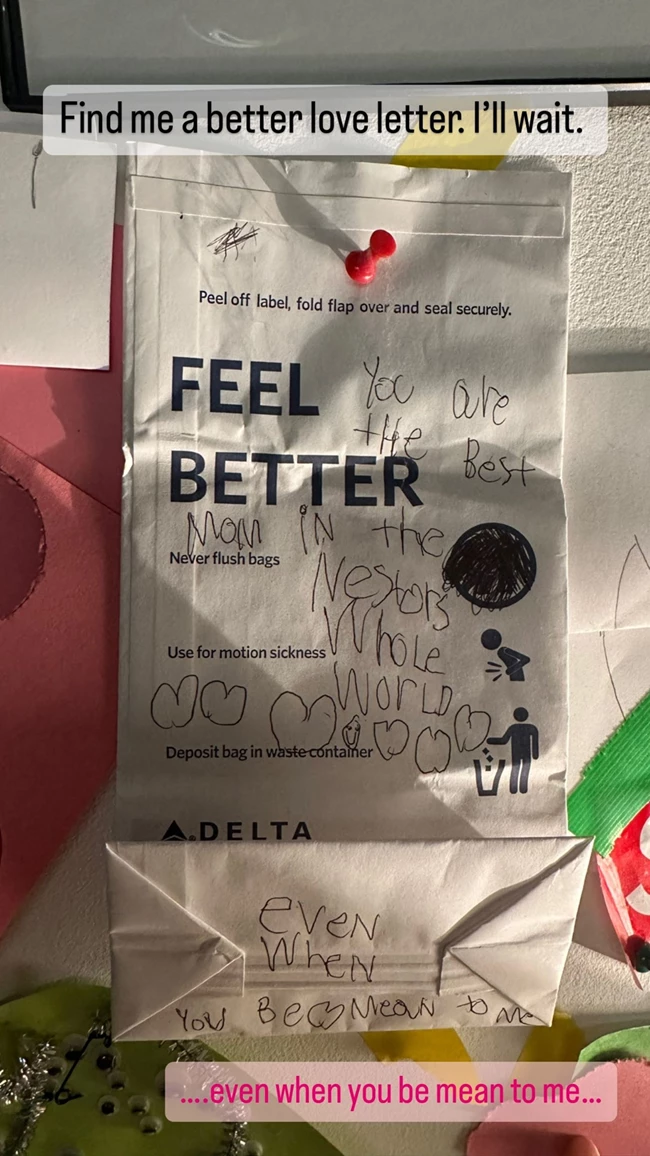 Find me a better love letter. I'll wait.
Peel off label, fold flap over and seal securely.
FEEL
BETTER
You are
the Best
Mom in the
Nestors
Whole
World
Never flush bags
Use for motion sickness
Deposit bag in waste container
DELTA
even
When
You Be Mean to me
....even when you be mean to me...